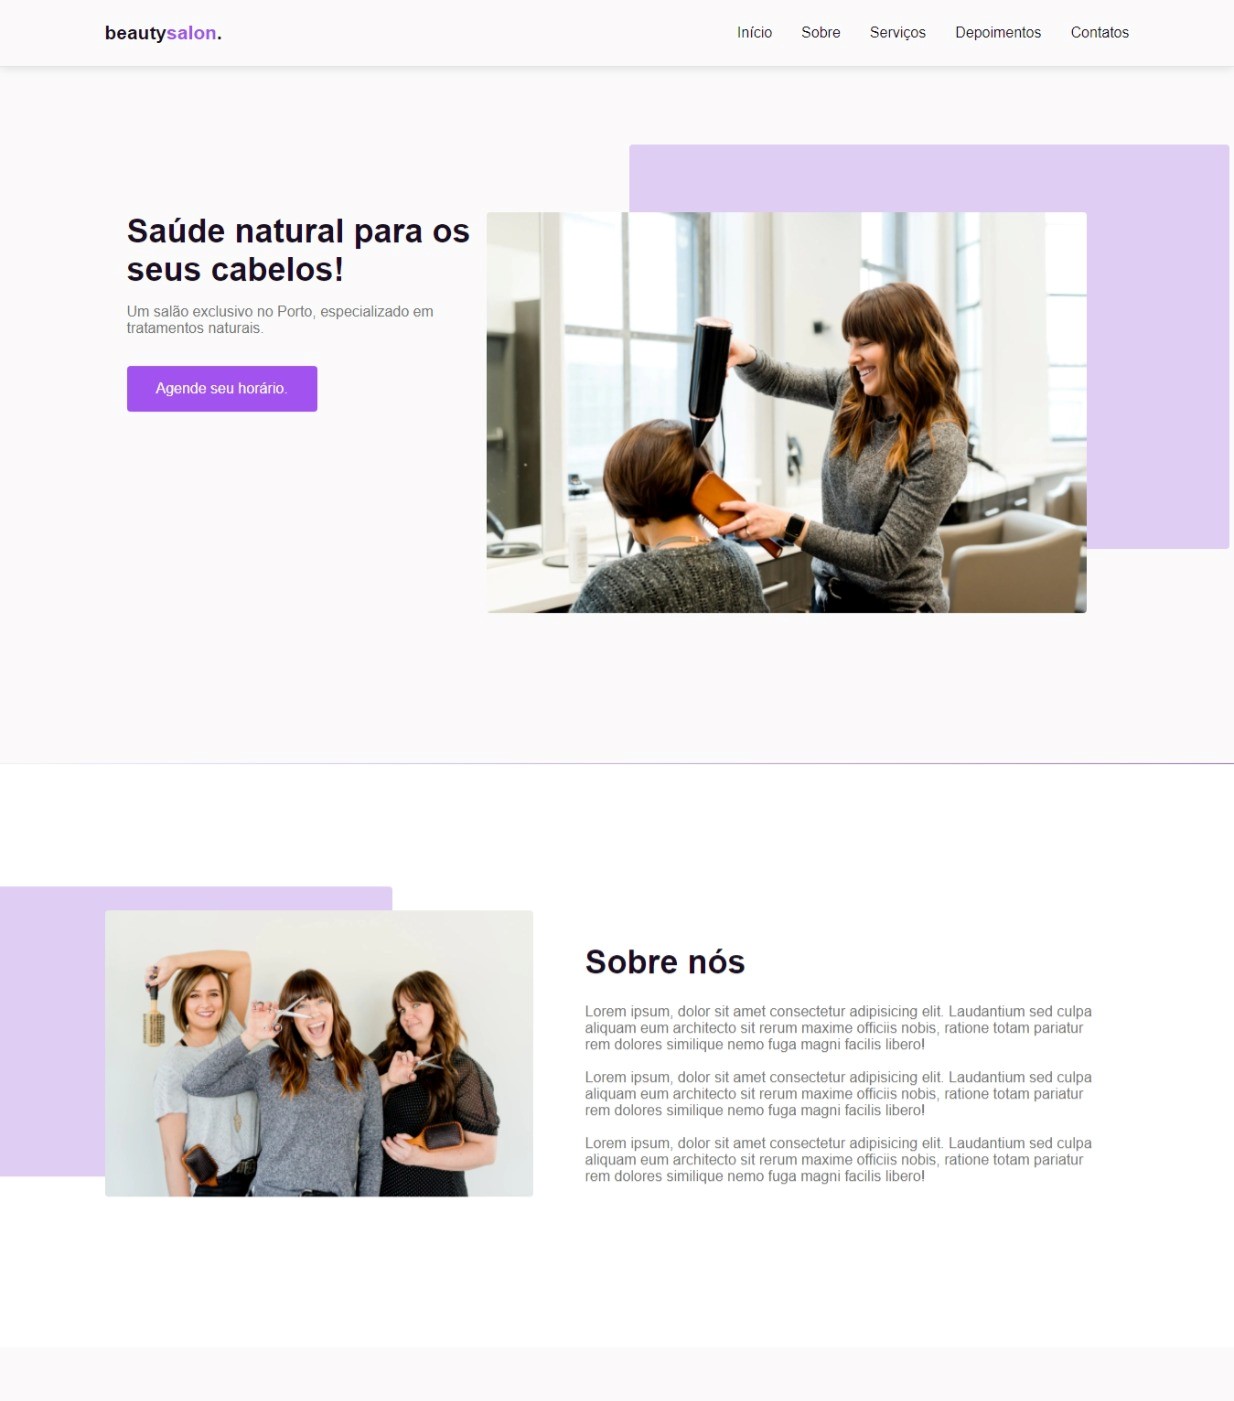 beautysalon.
Início Sobre Serviços Depoimentos Contatos
Saúde natural para os
seus cabelos!
Um salão exclusivo no Porto, especializado em
tratamentos naturais.
Agende seu horário.
Sobre nós
Lorem ipsum, dolor sit amet consectetur adipisicing elit. Laudantium sed culpa
aliquam eum architecto sit rerum maxime officiis nobis, ratione totam pariatur
rem dolores similique nemo fuga magni facilis libero!
Lorem ipsum, dolor sit amet consectetur adipisicing elit. Laudantium sed culpa
aliquam eum architecto sit rerum maxime officiis nobis, ratione totam pariatur
rem dolores similique nemo fuga magni facilis libero!
Lorem ipsum, dolor sit amet consectetur adipisicing elit. Laudantium sed culpa
aliquam eum architecto sit rerum maxime officiis nobis, ratione totam pariatur
rem dolores similique nemo fuga magni facilis libero!